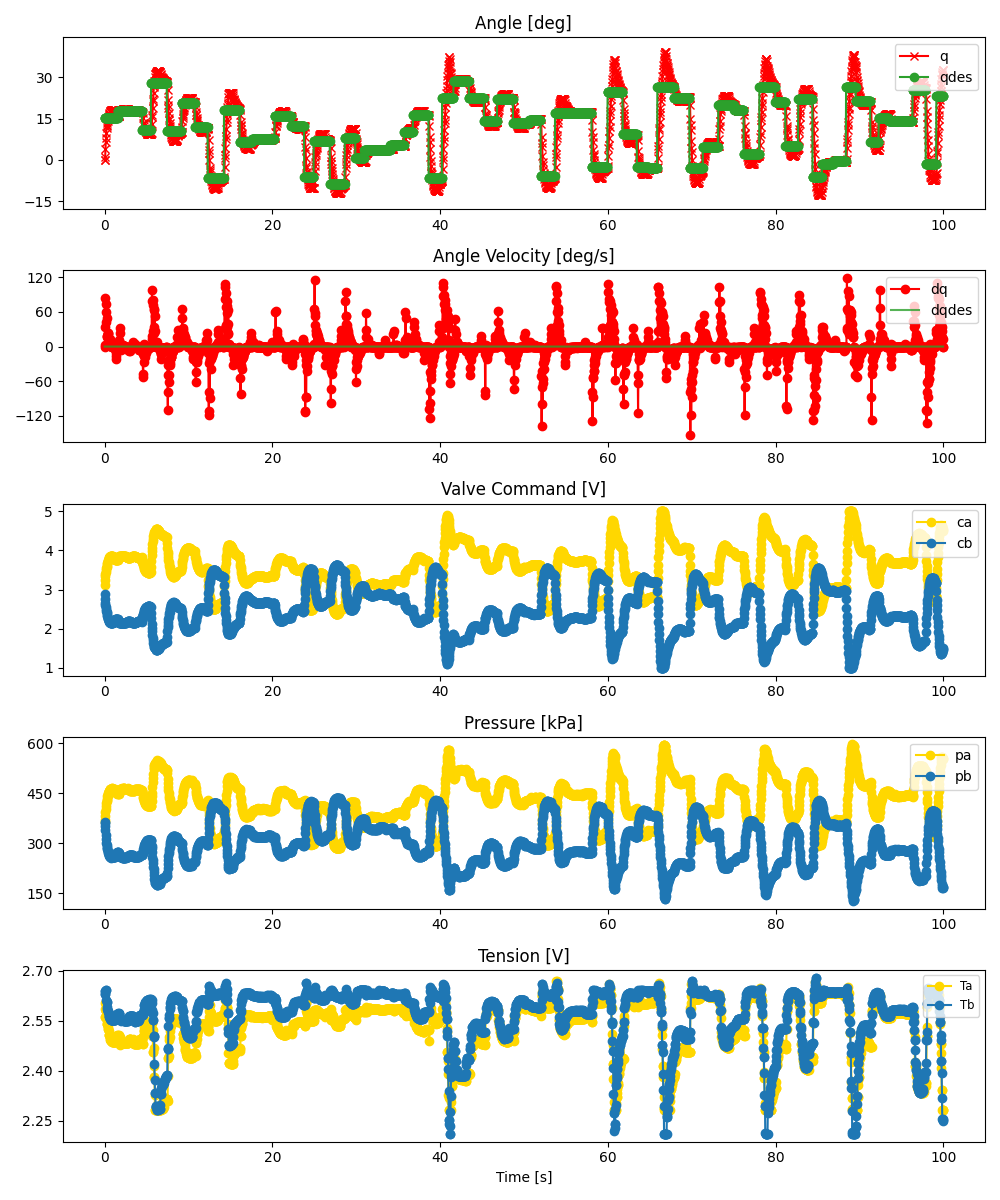 Angle [deg]
30
15
0
−15
q
qdes
0 20 40 60 80 100
Angle Velocity [deg/s]
120
60
0
−60
−120
dq
dqdes
0 20 40 60 80 100
Valve Command [V]
5
4
3
2
1
ca
cb
0 20 40 60 80 100
Pressure [kPa]
600
450
300
150
pa
pb
0 20 40 60 80 100
Tension [V]
2.70
2.55
2.40
2.25
Ta
Tb
0 20 40 60 80 100
Time [s]